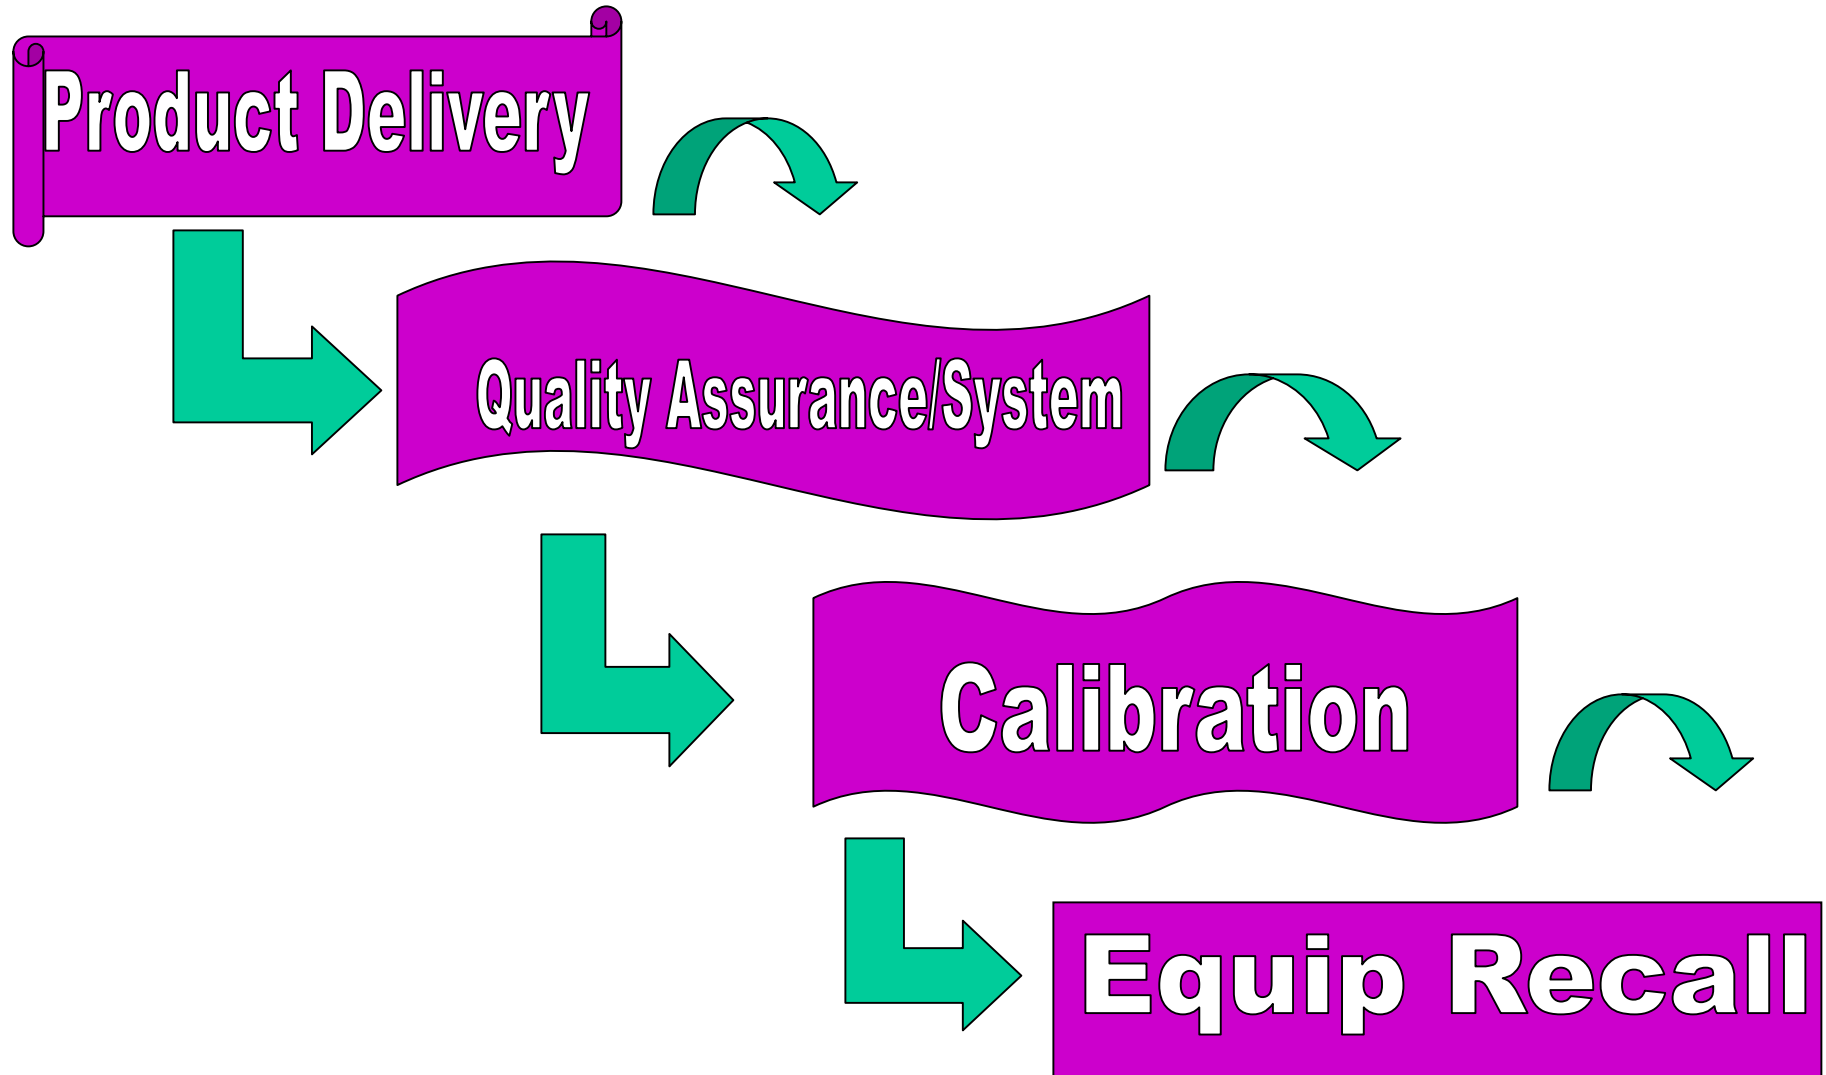 Product Delivery
Quality Assurance/System
Calibration
Equip Recall